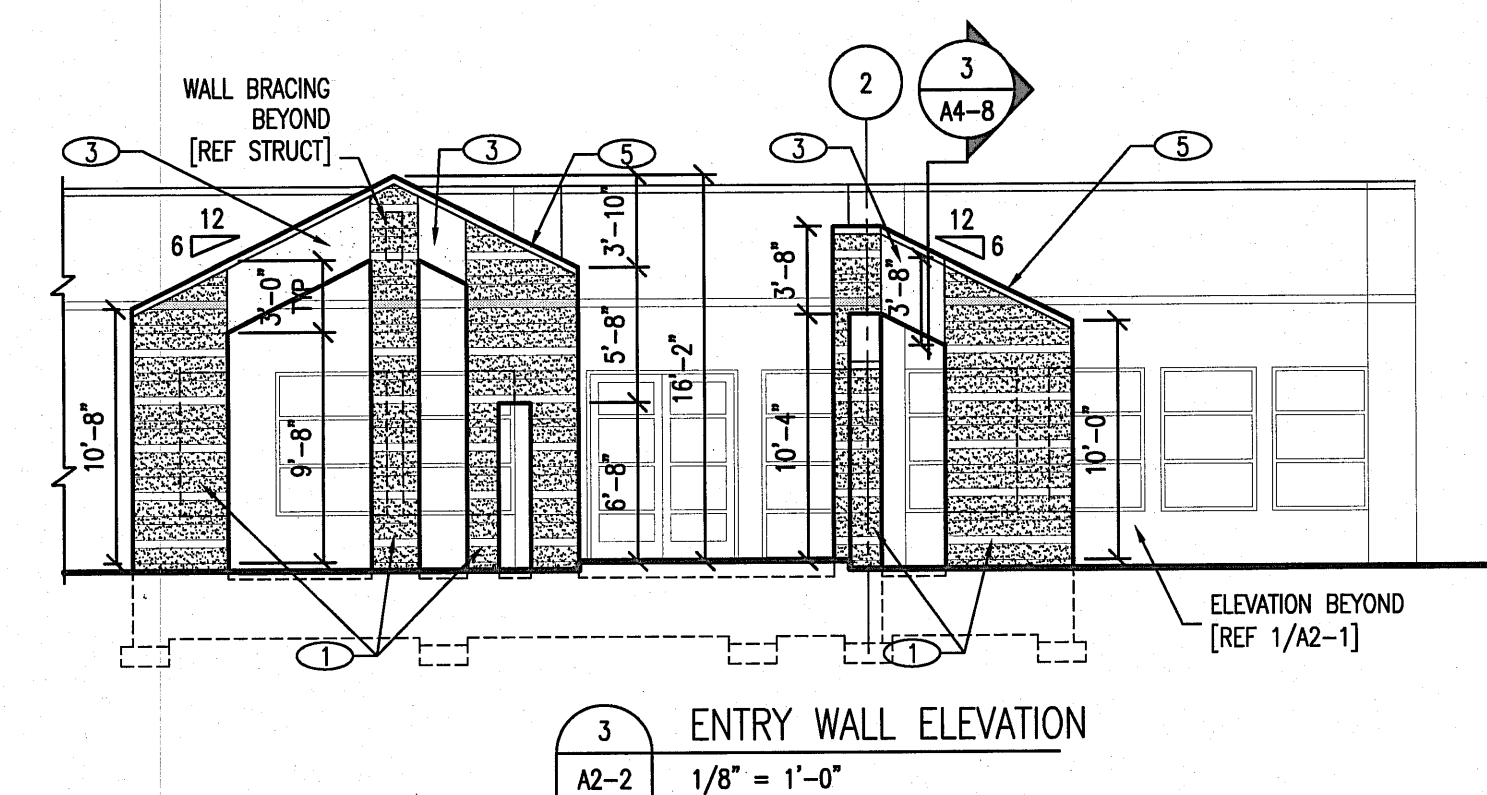 WALL BRACING
BEYOND
[REF STRUCT]
3
3
5
2
3
A4-8
3
5
12
6
12
6
3'-10"
3'-0"
TYP
3'-8"
3'-8"
5'-8"
16'-2"
10'-8"
9'-8"
6'-8"
10'-4"
10'-0"
1
1
ELEVATION BEYOND
[REF 1/A2-1]
3
A2-2
ENTRY WALL ELEVATION
1/8" = 1'-0"